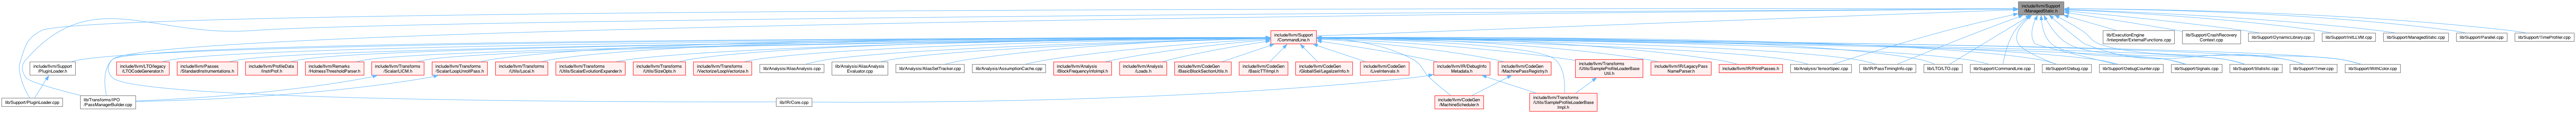 include/llvm/Support
/ManagedStatic.h
include/llvm/Support
/CommandLine.h
lib/ExecutionEngine
/Interpreter/ExternalFunctions.cpp
lib/Support/CrashRecovery
Context.cpp
lib/Support/DynamicLibrary.cpp
lib/Support/InitLLVM.cpp
lib/Support/ManagedStatic.cpp
lib/Support/Parallel.cpp
lib/Support/TimeProfiler.cpp
include/llvm/Support
/PluginLoader.h
include/llvm/LTO/legacy
/LTOCodeGenerator.h
include/llvm/Passes
/StandardInstrumentations.h
include/llvm/ProfileData
/InstrProf.h
include/llvm/Remarks
/HotnessThresholdParser.h
include/llvm/Transforms
/Scalar/LICM.h
include/llvm/Transforms
/Scalar/LoopUnrollPass.h
include/llvm/Transforms
/Utils/Local.h
include/llvm/Transforms
/Utils/ScalarEvolutionExpander.h
include/llvm/Transforms
/Utils/SizeOpts.h
include/llvm/Transforms
/Vectorize/LoopVectorize.h
lib/Analysis/AliasAnalysis.cpp
lib/Analysis/AliasAnalysis
Evaluator.cpp
lib/Analysis/AliasSetTracker.cpp
lib/Analysis/AssumptionCache.cpp
include/llvm/Analysis
/BlockFrequencyInfoImpl.h
include/llvm/Analysis
/Loads.h
include/llvm/CodeGen
/BasicBlockSectionUtils.h
include/llvm/CodeGen
/BasicTTIImpl.h
include/llvm/CodeGen
/GlobalISel/LegalizerInfo.h
include/llvm/CodeGen
/LiveIntervals.h
include/llvm/IR/DebugInfo
Metadata.h
include/llvm/CodeGen
/MachinePassRegistry.h
include/llvm/Transforms
/Utils/SampleProfileLoaderBase
Util.h
include/llvm/IR/LegacyPass
NameParser.h
include/llvm/IR/PrintPasses.h
lib/Analysis/TensorSpec.cpp
lib/IR/PassTimingInfo.cpp
lib/LTO/LTO.cpp
lib/Support/CommandLine.cpp
lib/Support/Debug.cpp
lib/Support/DebugCounter.cpp
lib/Support/Signals.cpp
lib/Support/Statistic.cpp
lib/Support/Timer.cpp
lib/Support/WithColor.cpp
lib/Support/PluginLoader.cpp
lib/Transforms/IPO
/PassManagerBuilder.cpp
lib/IR/Core.cpp
include/llvm/CodeGen
/MachineScheduler.h
include/llvm/Transforms
/Utils/SampleProfileLoaderBase
Impl.h